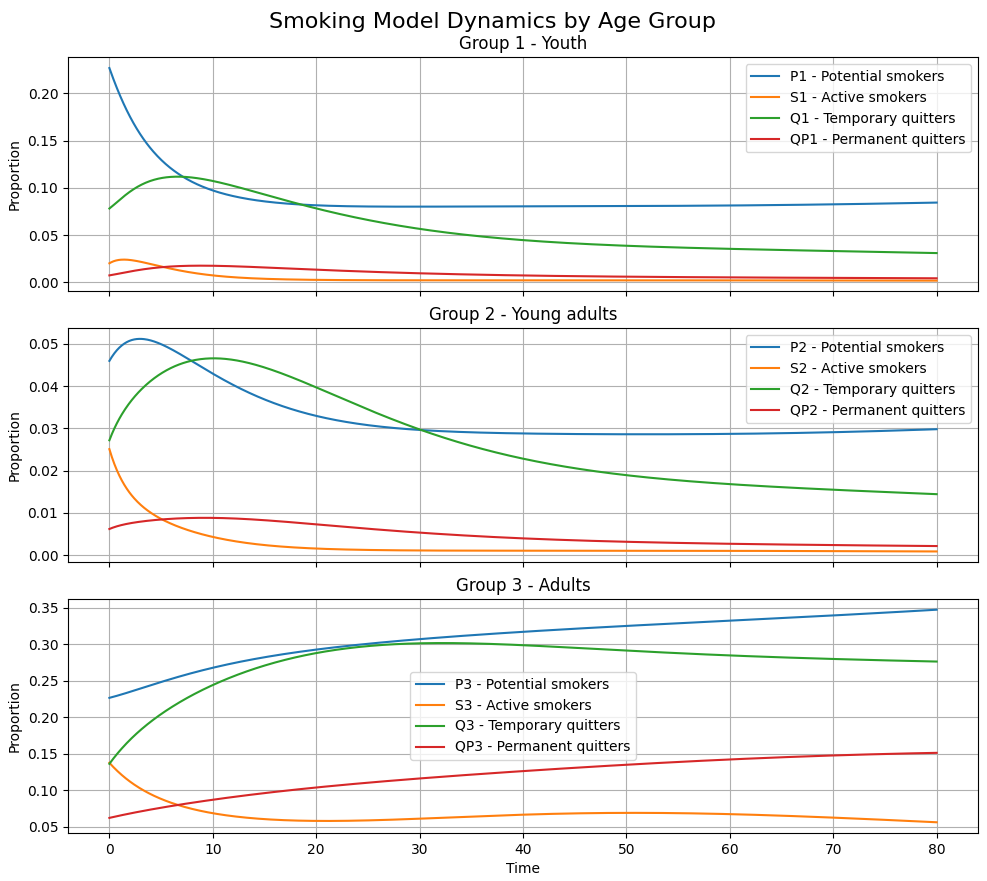 Smoking Model Dynamics by Age Group
Group 1 - Youth
Proportion
0.20
0.15
0.10
0.05
0.00
P1 - Potential smokers
S1 - Active smokers
Q1 - Temporary quitters
QP1 - Permanent quitters
Group 2 - Young adults
Proportion
0.05
0.04
0.03
0.02
0.01
0.00
P2 - Potential smokers
S2 - Active smokers
Q2 - Temporary quitters
QP2 - Permanent quitters
Group 3 - Adults
Proportion
0.35
0.30
0.25
0.20
0.15
0.10
0.05
P3 - Potential smokers
S3 - Active smokers
Q3 - Temporary quitters
QP3 - Permanent quitters
0 10 20 30 40 50 60 70 80
Time